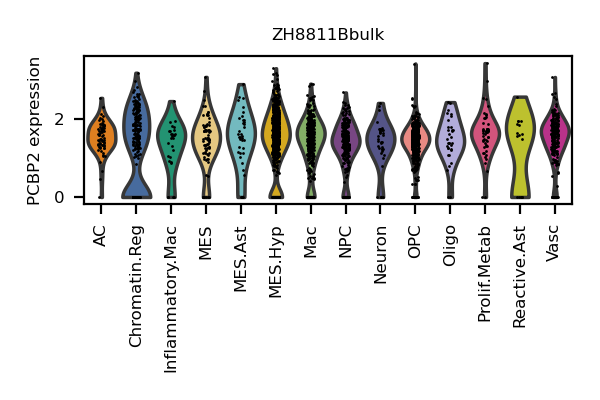 ZH8811Bbulk
PCBP2 expression
2
0
AC
Chromatin.Reg
Inflammatory.Mac
MES
MES.Ast
MES.Hyp
Mac
NPC
Neuron
OPC
Oligo
Prolif.Metab
Reactive.Ast
Vasc